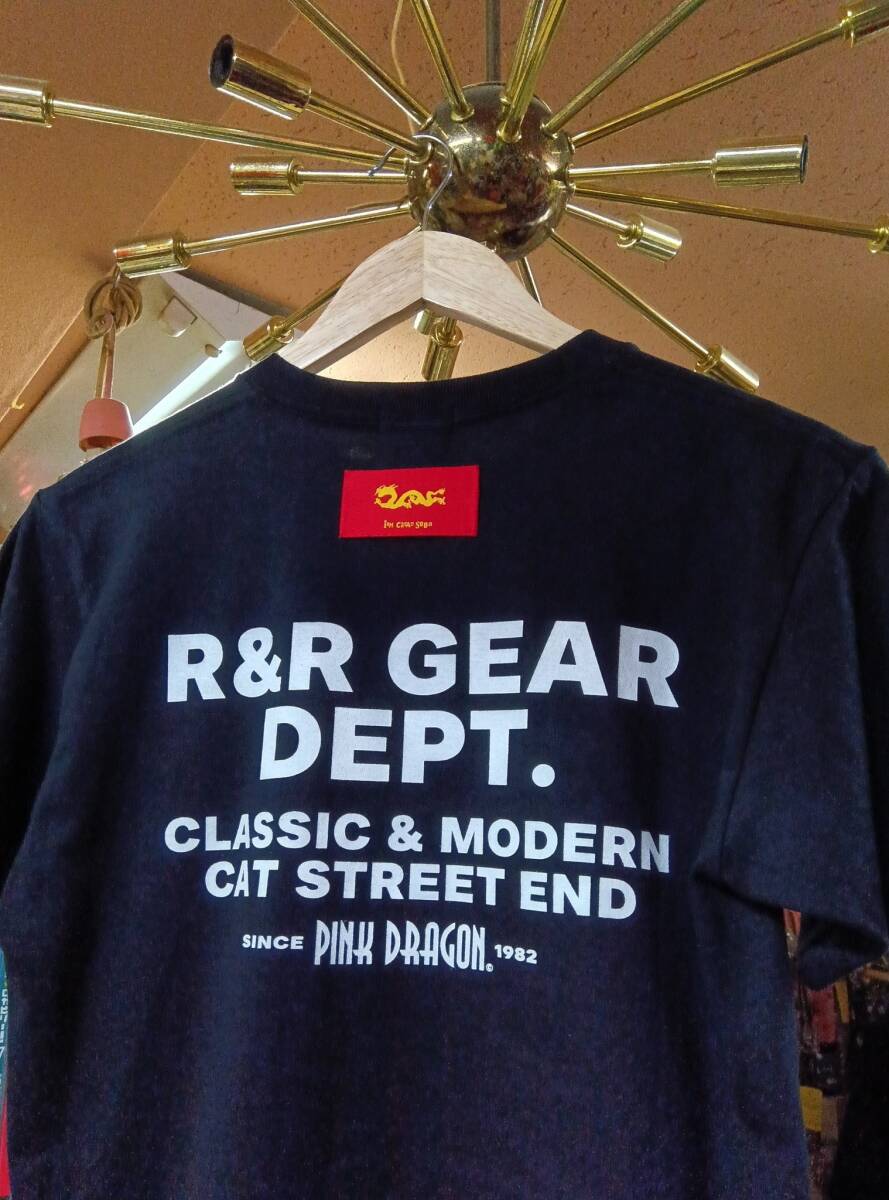 R&R GEAR
DEPT.
CLASSIC & MODERN
CAT STREET END
SINCE PINK DRAGON © 1982